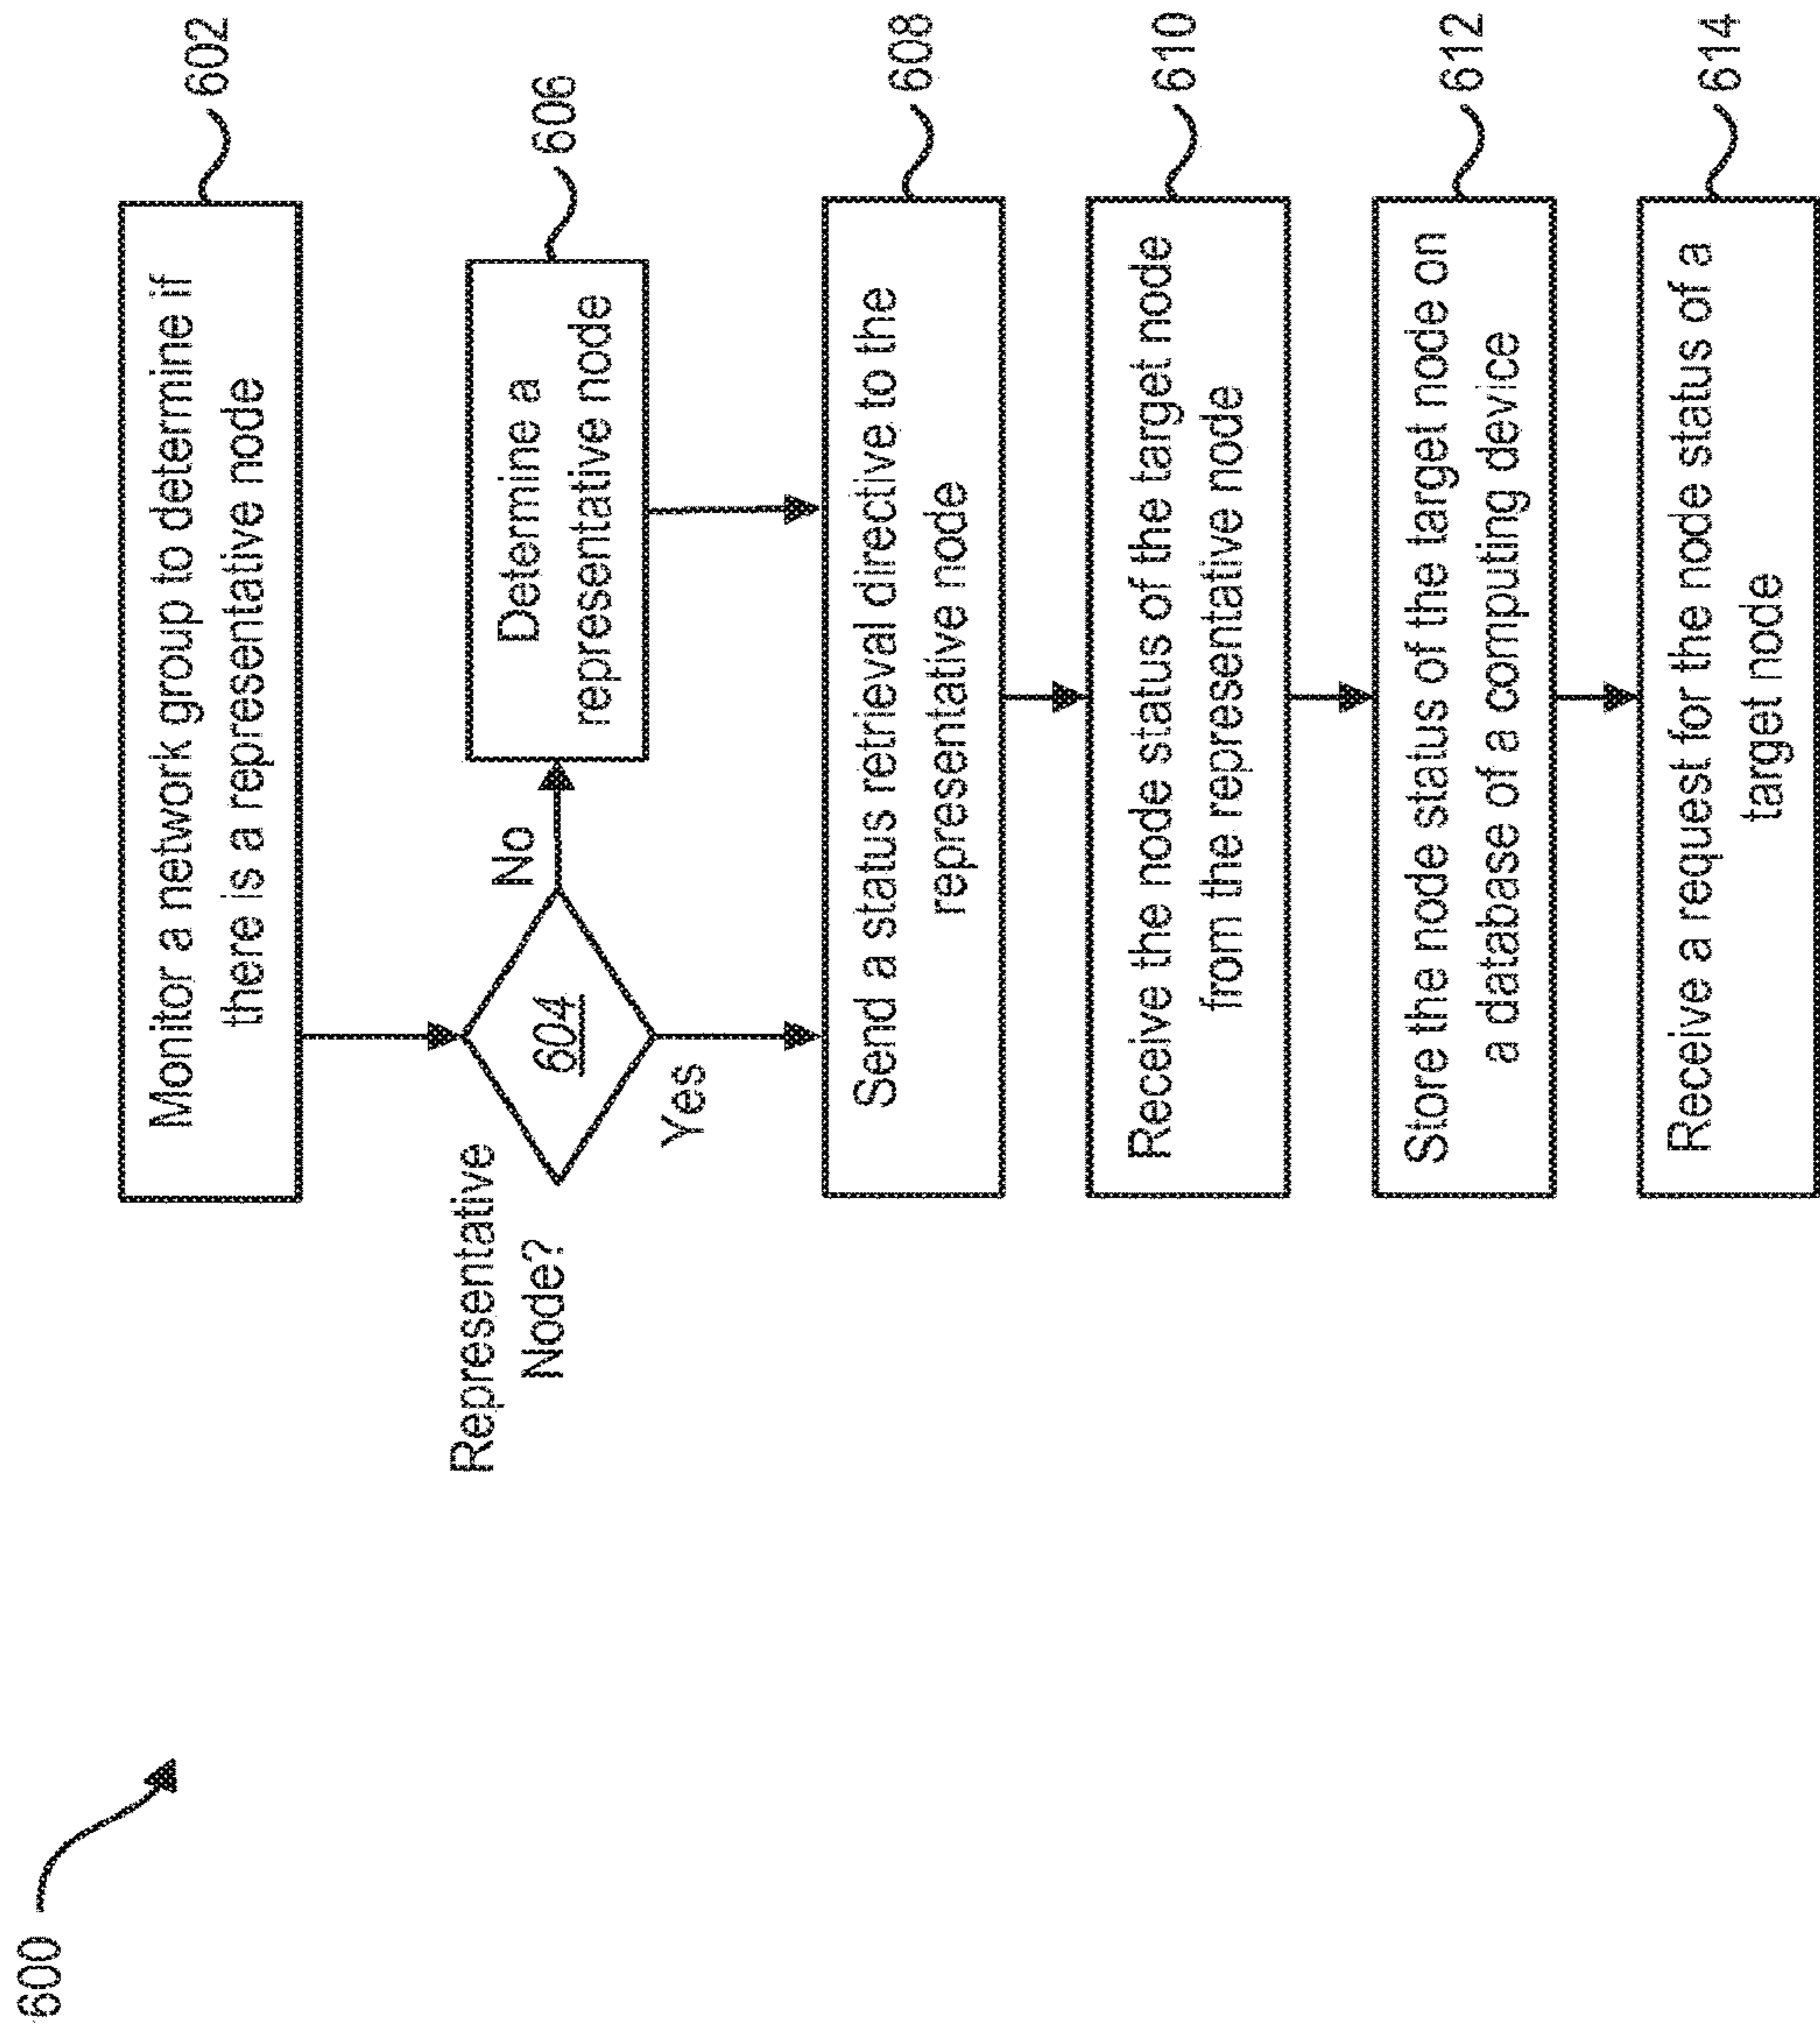 600
Monitor a network group to determine if
there is a representative node
602
Representative
Node?
604
No
Yes
Determine a
representative node
606
Send a status retrieval directive to the
representative node
608
Receive the node status of the target node
from the representative node
610
Store the node status of the target node on
a database of a computing device
612
Receive a request for the node status of a
target node
614